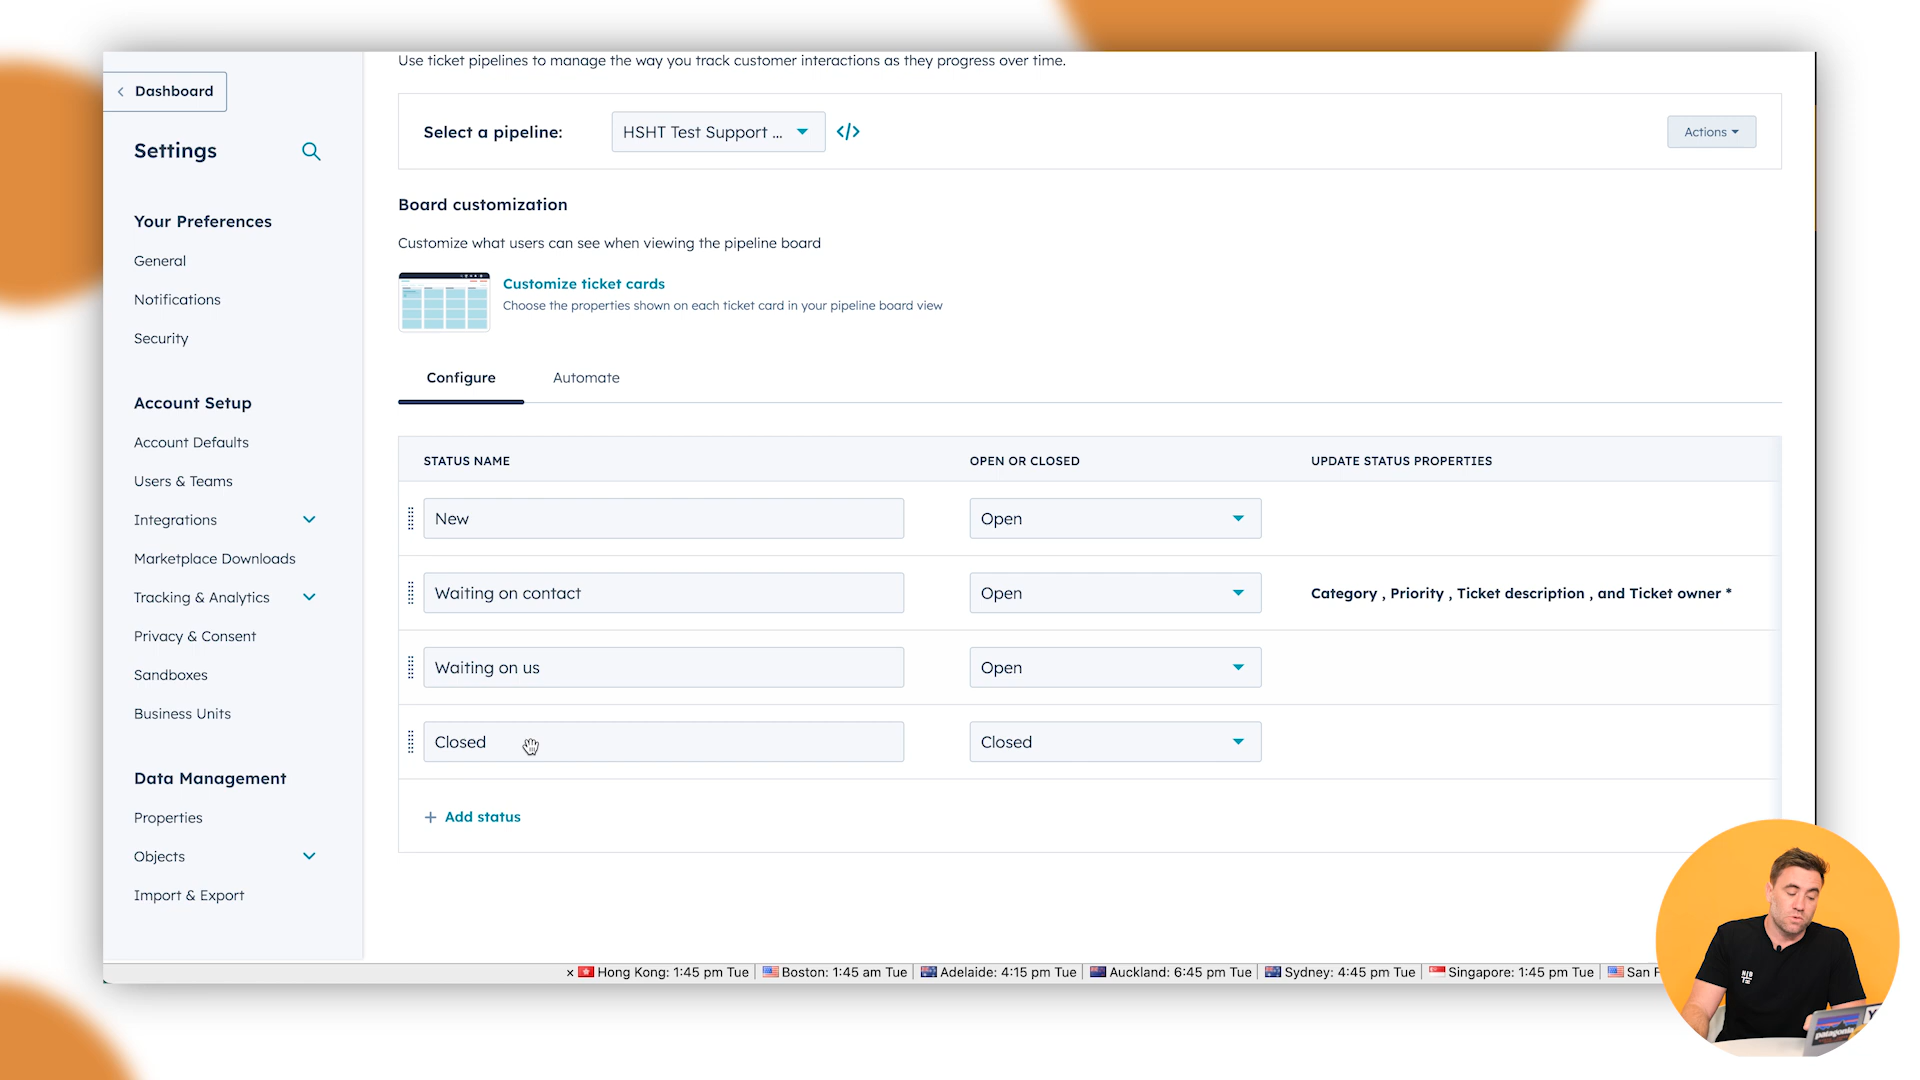 Use ticket pipelines to manage the way you track customer interactions as they progress over time.
Dashboard
Select a pipeline:
HSHT Test Support ...
</>
Actions
Settings
Board customization
Your Preferences
Customize what users can see when viewing the pipeline board
General
Customize ticket cards
Choose the properties shown on each ticket card in your pipeline board view
Notifications
Security
Configure
Automate
Account Setup
Account Defaults
STATUS NAME
OPEN OR CLOSED
UPDATE STATUS PROPERTIES
Users & Teams
Integrations
New
Open
Marketplace Downloads
Waiting on contact
Open
Category , Priority , Ticket description , and Ticket owner *
Tracking & Analytics
Privacy & Consent
Waiting on us
Open
Sandboxes
Business Units
Closed
Closed
Data Management
Properties
+ Add status
Objects
Import & Export
× Hong Kong: 1:45 pm Tue Boston: 1:45 am Tue Adelaide: 4:15 pm Tue Auckland: 6:45 pm Tue Sydney: 4:45 pm Tue Singapore: 1:45 pm Tue San F
patagonia